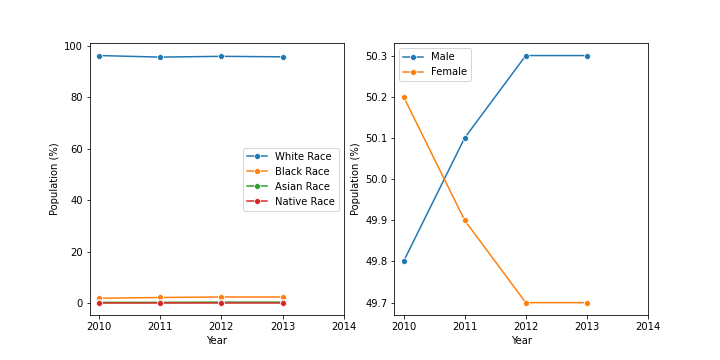 100
80
60
40
20
0
Population (%)
White Race
Black Race
Asian Race
Native Race
2010 2011 2012 2013 2014
Year
50.3
50.2
50.1
50.0
49.9
49.8
49.7
Population (%)
Male
Female
2010 2011 2012 2013 2014
Year